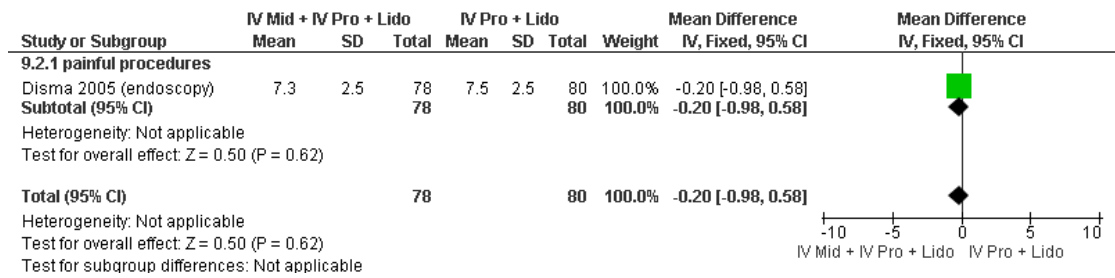 IV Mid + IV Pro + Lido IV Pro + Lido Mean Difference Mean Difference
Study or Subgroup Mean SD Total Mean SD Total Weight IV, Fixed, 95% CI IV, Fixed, 95% CI
9.2.1 painful procedures
Disma 2005 (endoscopy) 7.3 2.5 78 7.5 2.5 80 100.0% -0.20 [-0.98, 0.58]
Subtotal (95% CI) 78 80 100.0% -0.20 [-0.98, 0.58]
Heterogeneity: Not applicable
Test for overall effect: Z = 0.50 (P = 0.62)
Total (95% CI) 78 80 100.0% -0.20 [-0.98, 0.58]
Heterogeneity: Not applicable
Test for overall effect: Z = 0.50 (P = 0.62)
Test for subgroup differences: Not applicable
-10 -5 0 5 10
IV Mid + IV Pro + Lido IV Pro + Lido